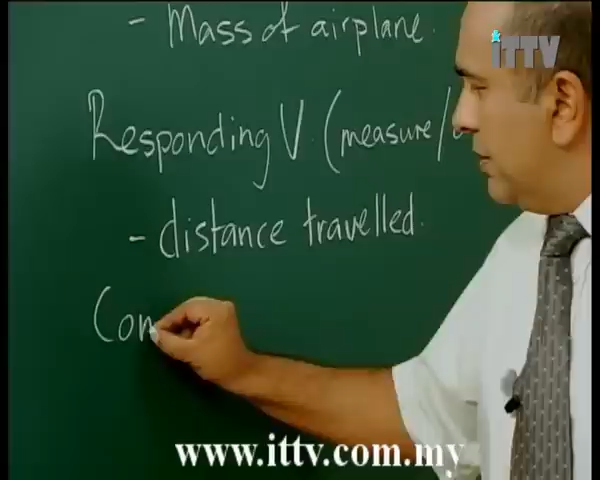 - Mass of airplane.
iTTV
Responding V. (measure/
- distance travelled.
Con
www.ittv.com.my